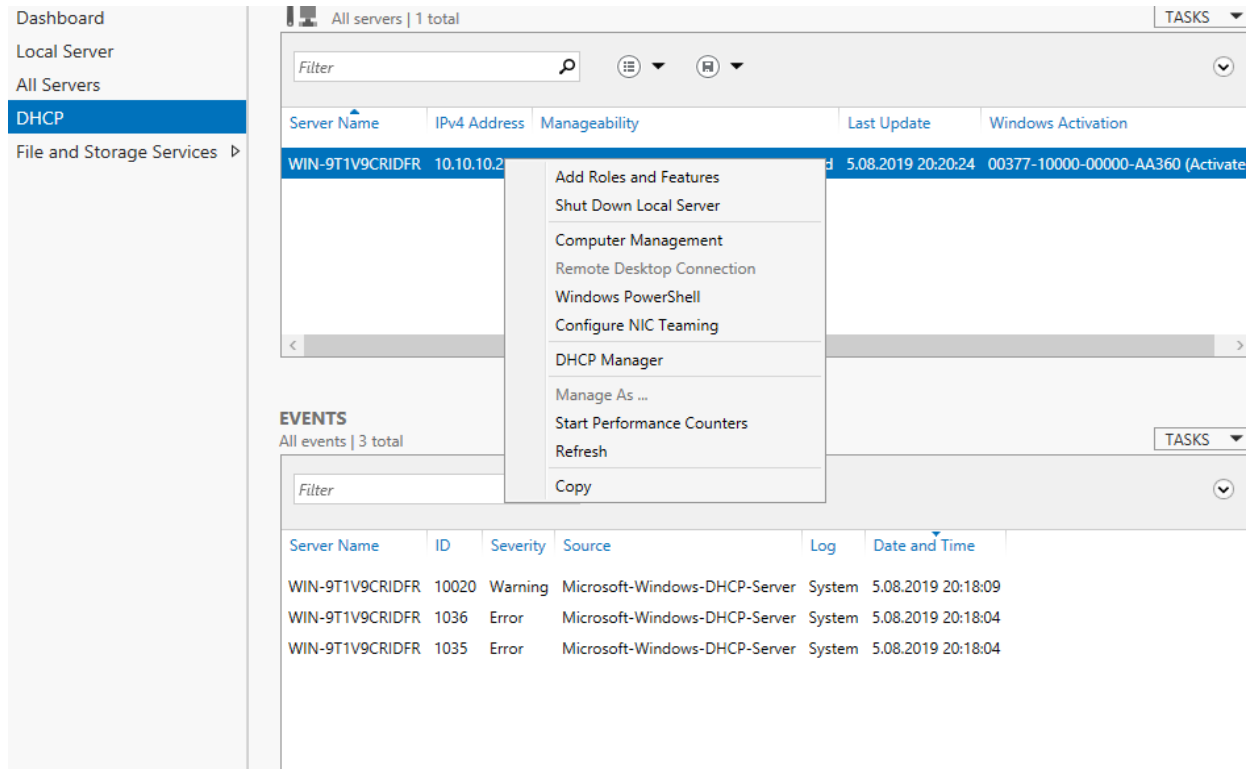 Dashboard
Local Server
All Servers
DHCP
File and Storage Services
All servers | 1 total
TASKS
Filter
Server Name IPv4 Address Manageability Last Update Windows Activation
WIN-9T1V9CRIDFR 10.10.10.2 5.08.2019 20:20:24 00377-10000-00000-AA360 (Activate
Add Roles and Features
Shut Down Local Server
Computer Management
Remote Desktop Connection
Windows PowerShell
Configure NIC Teaming
DHCP Manager
Manage As ...
Start Performance Counters
Refresh
Copy
EVENTS
All events | 3 total
TASKS
Filter
Server Name ID Severity Source Log Date and Time
WIN-9T1V9CRIDFR 10020 Warning Microsoft-Windows-DHCP-Server System 5.08.2019 20:18:09
WIN-9T1V9CRIDFR 1036 Error Microsoft-Windows-DHCP-Server System 5.08.2019 20:18:04
WIN-9T1V9CRIDFR 1035 Error Microsoft-Windows-DHCP-Server System 5.08.2019 20:18:04